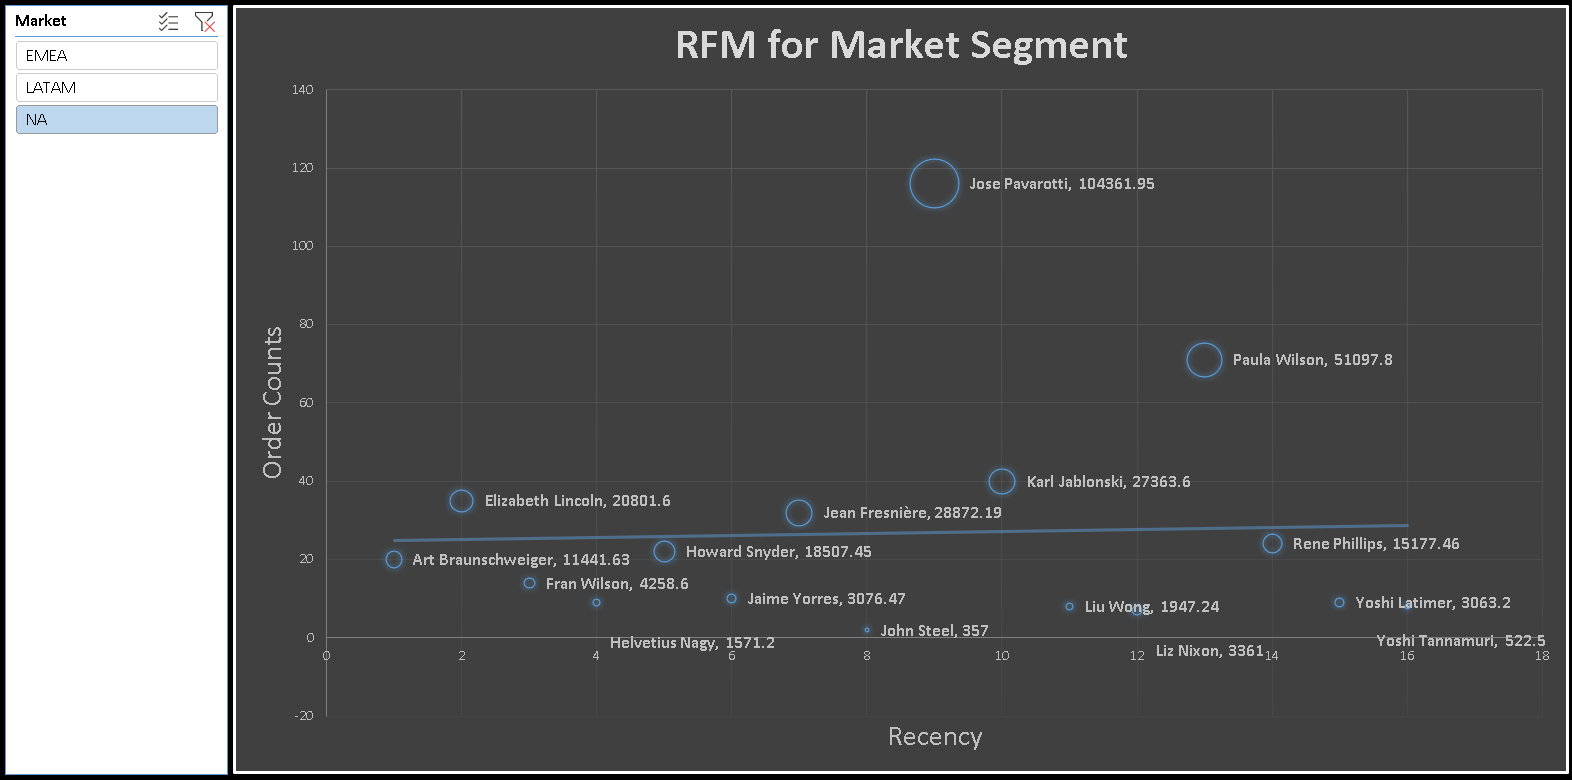 Market
EMEA
LATAM
NA
RFM for Market Segment
140
120
100
80
60
40
20
0
-20
Order Counts
Jose Pavarotti, 104361.95
Paula Wilson, 51097.8
Karl Jablonski, 27363.6
Elizabeth Lincoln, 20801.6
Jean Fresnière, 28872.19
Rene Phillips, 15177.46
Howard Snyder, 18507.45
Art Braunschweiger, 11441.63
Fran Wilson, 4258.6
Jaime Yorres, 3076.47
Liu Wong, 1947.24
Yoshi Latimer, 3063.2
John Steel, 357
Helvetius Nagy, 1571.2
Yoshi Tannamuri, 522.5
Liz Nixon, 3361
0 2 4 6 8 10 12 14 16 18
Recency